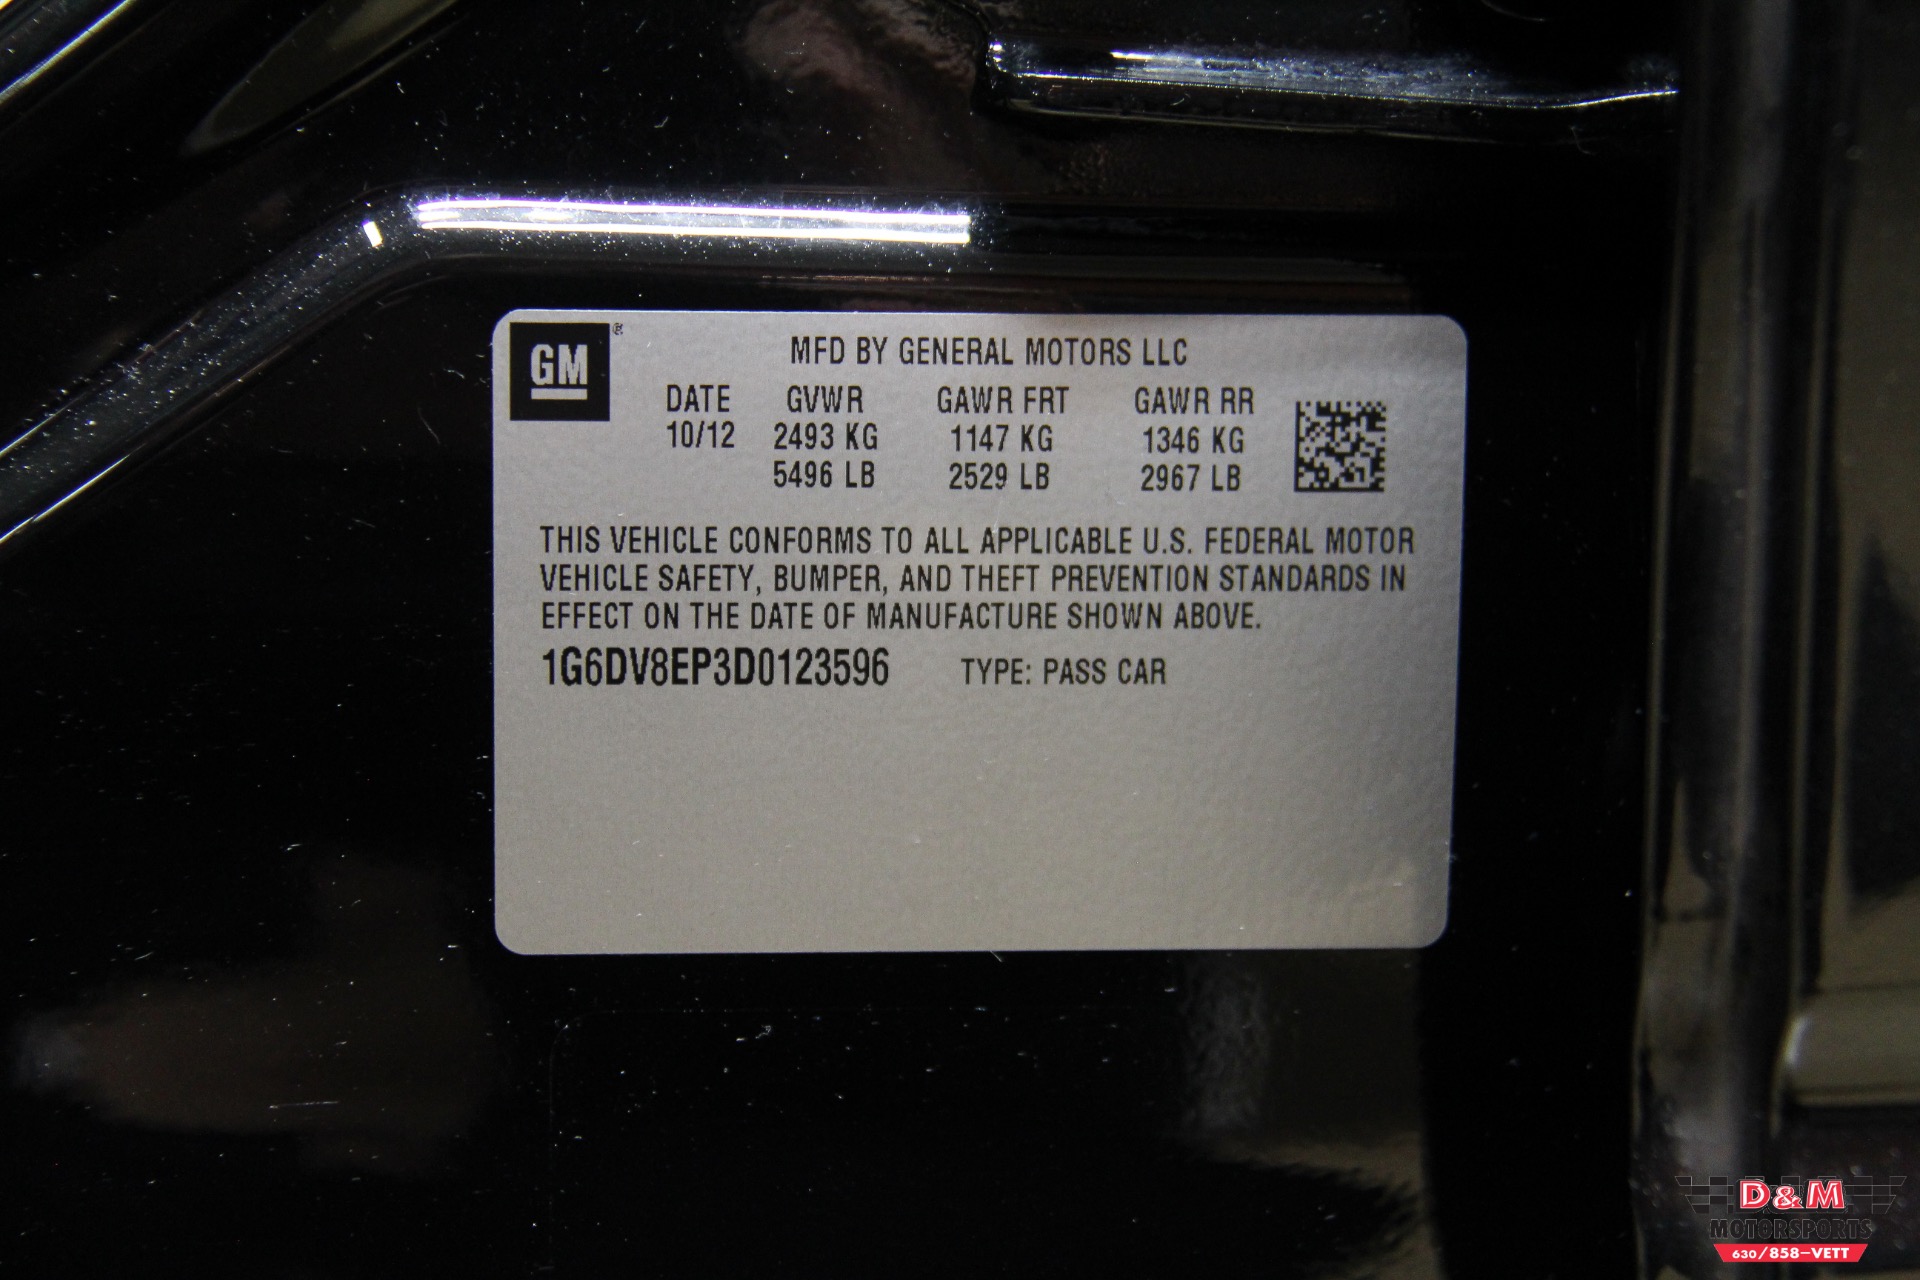 GM ®
MFD BY GENERAL MOTORS LLC
DATE GVWR GAWR FRT GAWR RR
10/12 2493 KG 1147 KG 1346 KG
5496 LB 2529 LB 2967 LB
THIS VEHICLE CONFORMS TO ALL APPLICABLE U.S. FEDERAL MOTOR
VEHICLE SAFETY, BUMPER, AND THEFT PREVENTION STANDARDS IN
EFFECT ON THE DATE OF MANUFACTURE SHOWN ABOVE.
1G6DV8EP3D0123596 TYPE: PASS CAR
D&M
MOTORSPORTS
630/858-VETT